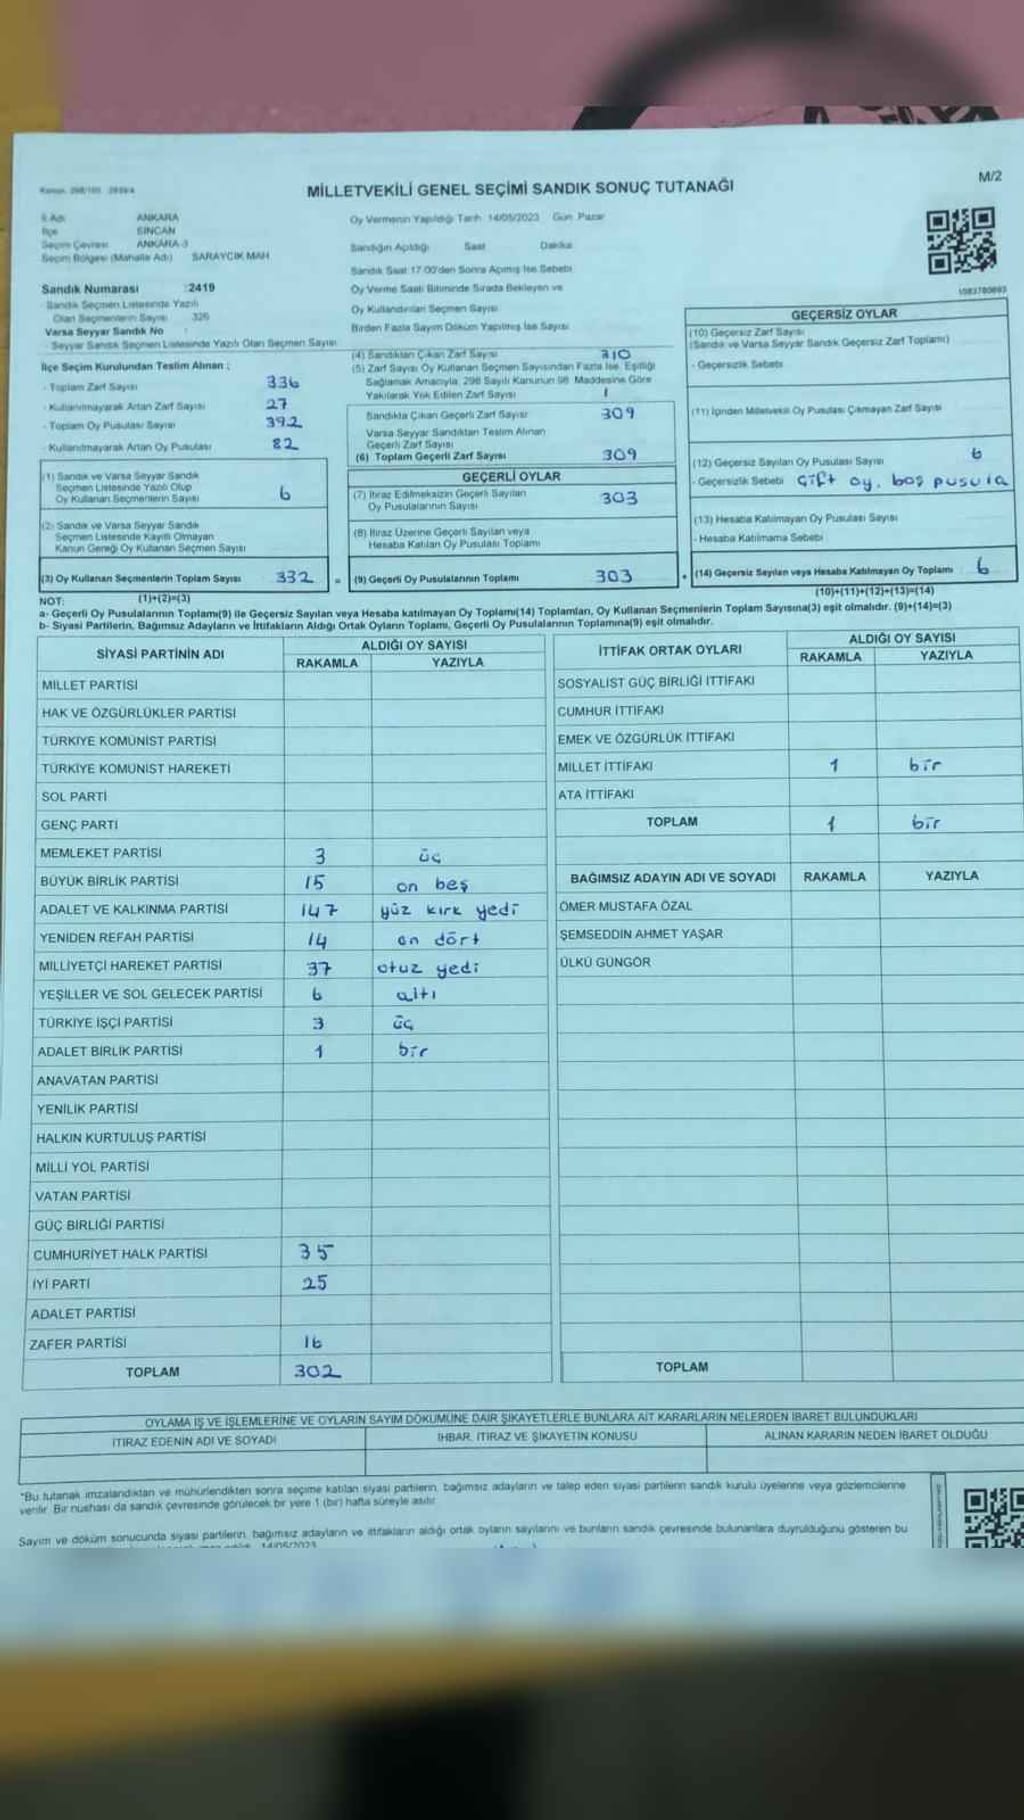 MİLLETVEKİLİ GENEL SEÇİMİ SANDIK SONUÇ TUTANAĞI
M/2
İl Adı ANKARA
İlçe SİNCAN
Seçim Çevresi ANKARA-3
Seçim Bölgesi (Mahalle Adı) SARAYCIK MAH
Sandık Numarası : 2419
Sandık Seçmen Listesinde Yazılı
Olan Seçmenlerin Sayısı 326
Varsa Seyyar Sandık No :
Seyyar Sandık Seçmen Listesinde Yazılı Olan Seçmen Sayısı
İlçe Seçim Kurulundan Teslim Alınan :
- Toplam Zarf Sayısı 336
- Kullanılmayarak Artan Zarf Sayısı 27
- Toplam Oy Pusulası Sayısı 392
- Kullanılmayarak Artan Oy Pusulası 82
(1) Sandık ve Varsa Seyyar Sandık
Seçmen Listesinde Yazılı Olup
Oy Kullanan Seçmenlerin Sayısı 6
(2) Sandık ve Varsa Seyyar Sandık
Seçmen Listesinde Kayıtlı Olmayan
Kanun Gereği Oy Kullanan Seçmen Sayısı
(3) Oy Kullanan Seçmenlerin Toplam Sayısı 332 =
Oy Vermenin Yapıldığı Tarih 14/05/2023 Gün Pazar
Sandığın Açıldığı Saat Dakika
Sandık Saat 17.00'den Sonra Açılmış İse Sebebi
Oy Verme Saati Bitiminde Sırada Bekleyen ve
Oy Kullandırılan Seçmen Sayısı
Birden Fazla Sayım Döküm Yapılmış İse Sayısı
(4) Sandıktan Çıkan Zarf Sayısı 310
(5) Zarf Sayısı Oy Kullanan Seçmen Sayısından Fazla İse, Eşitliği
Sağlamak Amacıyla, 298 Sayılı Kanunun 98. Maddesine Göre
Yakılarak Yok Edilen Zarf Sayısı 1
Sandıkta Çıkan Geçerli Zarf Sayısı 309
Varsa Seyyar Sandıktan Teslim Alınan
Geçerli Zarf Sayısı
(6) Toplam Geçerli Zarf Sayısı 309
GEÇERLİ OYLAR
(7) İtiraz Edilmeksizin Geçerli Sayılan
Oy Pusulalarının Sayısı 303
(8) İtiraz Üzerine Geçerli Sayılan veya
Hesaba Katılan Oy Pusulası Toplamı
(9) Geçerli Oy Pusulalarının Toplamı 303
GEÇERSİZ OYLAR
(10) Geçersiz Zarf Sayısı
(Sandık ve Varsa Seyyar Sandık Geçersiz Zarf Toplamı)
- Geçersizlik Sebebi
(11) İçinden Milletvekili Oy Pusulası Çıkmayan Zarf Sayısı
(12) Geçersiz Sayılan Oy Pusulası Sayısı 6
- Geçersizlik Sebebi Çift oy, boş pusula
(13) Hesaba Katılmayan Oy Pusulası Sayısı
- Hesaba Katılmama Sebebi
(14) Geçersiz Sayılan veya Hesaba Katılmayan Oy Toplamı 6
NOT: (1)+(2)=(3) (10)+(11)+(12)+(13)=(14)
a- Geçerli Oy Pusulalarının Toplamı(9) ile Geçersiz Sayılan veya Hesaba katılmayan Oy Toplamı(14) Toplamları, Oy Kullanan Seçmenlerin Toplam Sayısına(3) eşit olmalıdır. (9)+(14)=(3)
b- Siyasi Partilerin, Bağımsız Adayların ve İttifakların Aldığı Ortak Oyların Toplamı, Geçerli Oy Pusulalarının Toplamına(9) eşit olmalıdır.
SİYASİ PARTİNİN ADI ALDIĞI OY SAYISI
RAKAMLA YAZIYLA
MİLLET PARTİSİ
HAK VE ÖZGÜRLÜKLER PARTİSİ
TÜRKİYE KOMÜNİST PARTİSİ
TÜRKİYE KOMÜNİST HAREKETİ
SOL PARTİ
GENÇ PARTİ
MEMLEKET PARTİSİ 3 üç
BÜYÜK BİRLİK PARTİSİ 15 on beş
ADALET VE KALKINMA PARTİSİ 147 yüz kırk yedi
YENİDEN REFAH PARTİSİ 14 on dört
MİLLİYETÇİ HAREKET PARTİSİ 37 otuz yedi
YEŞİLLER VE SOL GELECEK PARTİSİ 6 altı
TÜRKİYE İŞÇİ PARTİSİ 3 üç
ADALET BİRLİK PARTİSİ 1 bir
ANAVATAN PARTİSİ
YENİLİK PARTİSİ
HALKIN KURTULUŞ PARTİSİ
MİLLİ YOL PARTİSİ
VATAN PARTİSİ
GÜÇ BİRLİĞİ PARTİSİ
CUMHURİYET HALK PARTİSİ 35
İYİ PARTİ 25
ADALET PARTİSİ
ZAFER PARTİSİ 16
TOPLAM 302
İTTİFAK ORTAK OYLARI ALDIĞI OY SAYISI
RAKAMLA YAZIYLA
SOSYALİST GÜÇ BİRLİĞİ İTTİFAKI
CUMHUR İTTİFAKI
EMEK VE ÖZGÜRLÜK İTTİFAKI
MİLLET İTTİFAKI 1 bir
ATA İTTİFAKI
TOPLAM 1 bir
BAĞIMSIZ ADAYIN ADI VE SOYADI RAKAMLA YAZIYLA
ÖMER MUSTAFA ÖZAL
ŞEMSEDDİN AHMET YAŞAR
ÜLKÜ GÜNGÖR
TOPLAM
OYLAMA İŞ VE İŞLEMLERİNE VE OYLARIN SAYIM DÖKÜMÜNE DAİR ŞİKAYETLERLE BUNLARA AİT KARARLARIN NELERDEN İBARET BULUNDUKLARI
İTİRAZ EDENİN ADI VE SOYADI İHBAR, İTİRAZ VE ŞİKAYETİN KONUSU ALINAN KARARIN NEDEN İBARET OLDUĞU
*Bu tutanak imzalandıktan ve mühürlendikten sonra seçime katılan siyasi partilerin, bağımsız adayların ve talep eden siyasi partilerin sandık kurulu üyelerine veya gözlemcilerine
verilir. Bir nüshası da sandık çevresinde görülecek bir yere 1 (bir) hafta süreyle asılır.
Sayım ve döküm sonucunda siyasi partilerin, bağımsız adayların ve ittifakların aldığı ortak oyların sayılarını ve bunların sandık çevresinde bulunanlara duyrulduğunu gösteren bu
14/05/2023